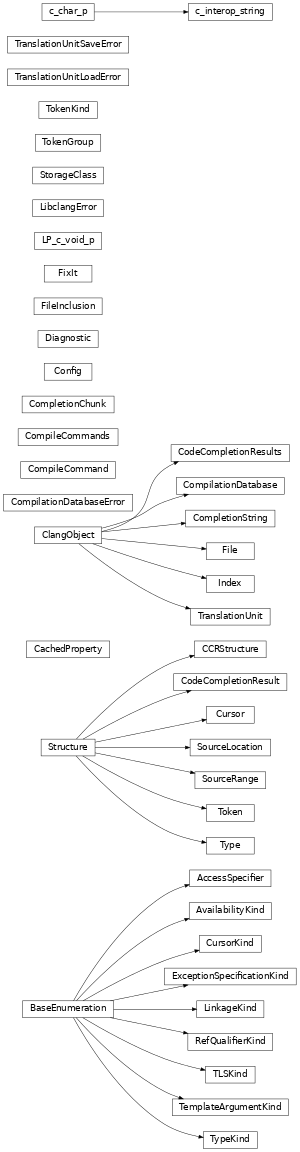 c_char_p
c_interop_string
TranslationUnitSaveError
TranslationUnitLoadError
TokenKind
TokenGroup
StorageClass
LibclangError
LP_c_void_p
FixIt
FileInclusion
Diagnostic
Config
CompletionChunk
CompileCommands
CodeCompletionResults
CompileCommand
CompilationDatabase
CompilationDatabaseError
CompletionString
ClangObject
File
Index
TranslationUnit
CachedProperty
CCRStructure
CodeCompletionResult
Cursor
Structure
SourceLocation
SourceRange
Token
Type
AccessSpecifier
AvailabilityKind
CursorKind
ExceptionSpecificationKind
BaseEnumeration
LinkageKind
RefQualifierKind
TLSKind
TemplateArgumentKind
TypeKind